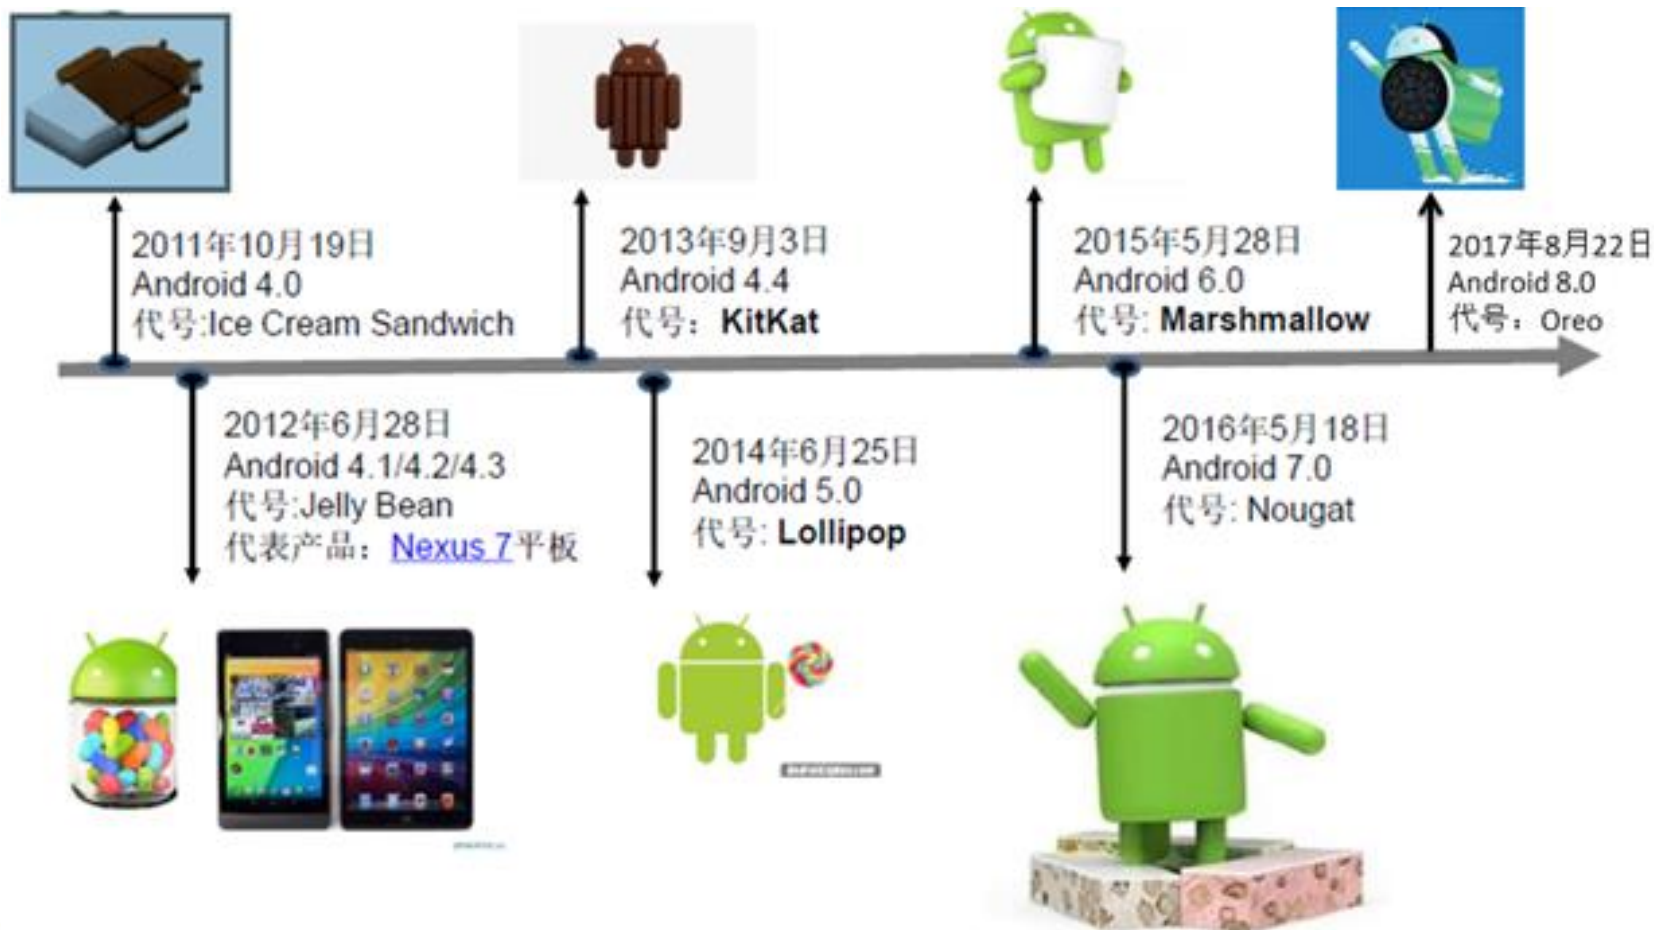 2011年10月19日
Android 4.0
代号:Ice Cream Sandwich
2013年9月3日
Android 4.4
代号：KitKat
2015年5月28日
Android 6.0
代号: Marshmallow
2017年8月22日
Android 8.0
代号：Oreo
2012年6月28日
Android 4.1/4.2/4.3
代号:Jelly Bean
代表产品：Nexus 7平板
2014年6月25日
Android 5.0
代号: Lollipop
2016年5月18日
Android 7.0
代号: Nougat